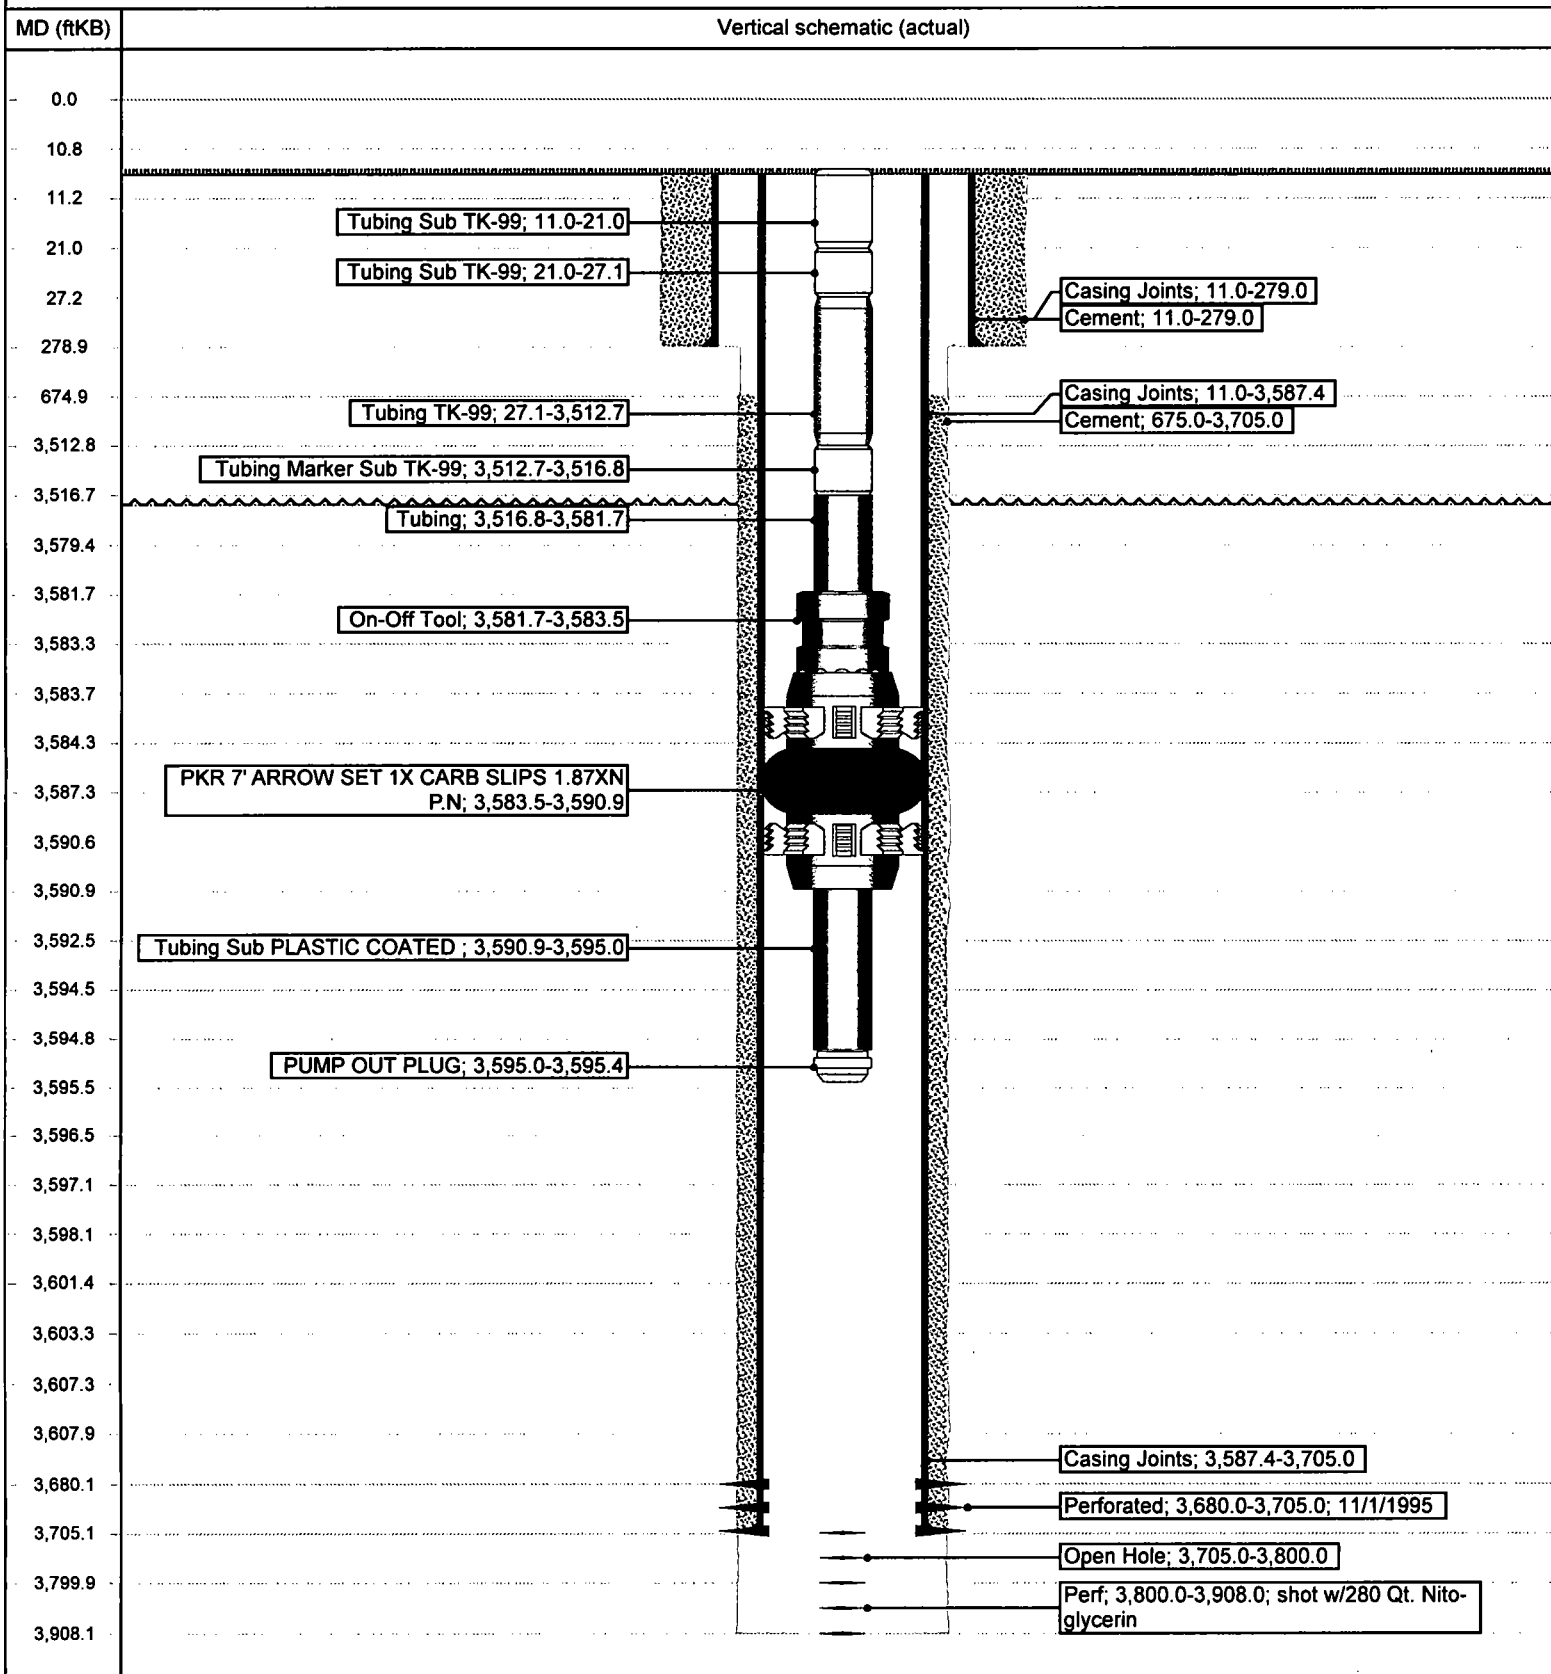 MD (ftKB)
Vertical schematic (actual)
0.0
10.8
11.2
Tubing Sub TK-99; 11.0-21.0
21.0
Tubing Sub TK-99; 21.0-27.1
27.2
Casing Joints; 11.0-279.0
Cement; 11.0-279.0
278.9
674.9
Casing Joints; 11.0-3,587.4
Tubing TK-99; 27.1-3,512.7
Cement; 675.0-3,705.0
3,512.8
Tubing Marker Sub TK-99; 3,512.7-3,516.8
3,516.7
Tubing; 3,516.8-3,581.7
3,579.4
3,581.7
On-Off Tool; 3,581.7-3,583.5
3,583.3
3,583.7
3,584.3
PKR 7' ARROW SET 1X CARB SLIPS 1.87XN
P.N; 3,583.5-3,590.9
3,587.3
3,590.6
3,590.9
3,592.5
Tubing Sub PLASTIC COATED ; 3,590.9-3,595.0
3,594.5
3,594.8
PUMP OUT PLUG; 3,595.0-3,595.4
3,595.5
3,596.5
3,597.1
3,598.1
3,601.4
3,603.3
3,607.3
3,607.9
Casing Joints; 3,587.4-3,705.0
3,680.1
Perforated; 3,680.0-3,705.0; 11/1/1995
3,705.1
Open Hole; 3,705.0-3,800.0
3,799.9
Perf; 3,800.0-3,908.0; shot w/280 Qt. Nito-
glycerin
3,908.1